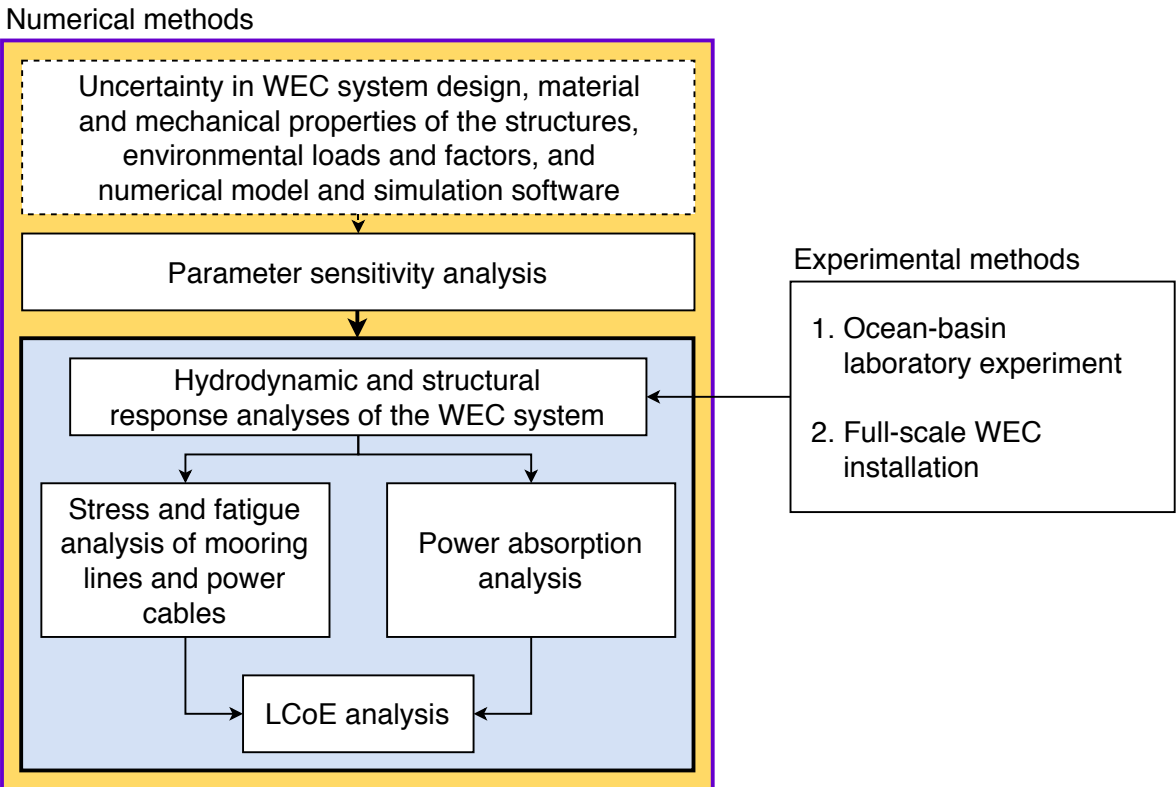 Numerical methods
Uncertainty in WEC system design, material
and mechanical properties of the structures,
environmental loads and factors, and
numerical model and simulation software
Parameter sensitivity analysis
Hydrodynamic and structural
response analyses of the WEC system
Stress and fatigue
analysis of mooring
lines and power
cables
Power absorption
analysis
LCoE analysis
Experimental methods
1. Ocean-basin
laboratory experiment
2. Full-scale WEC
installation